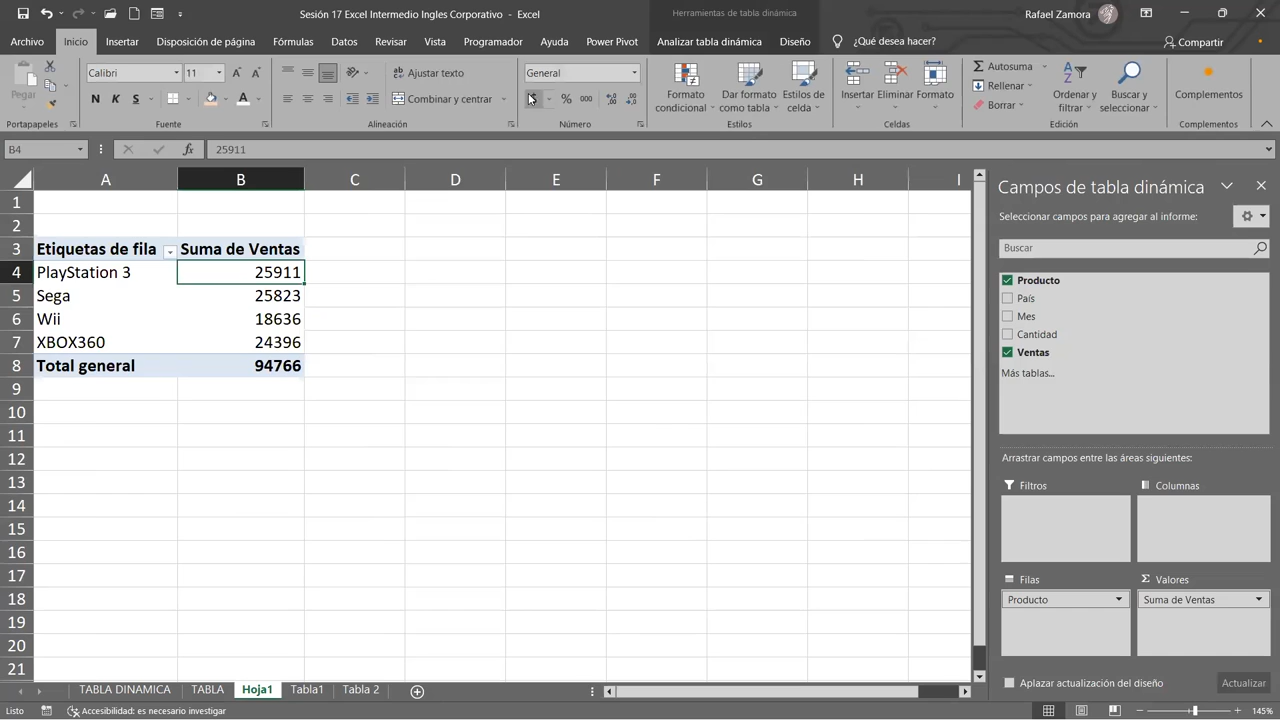 Sesión 17 Excel Intermedio Ingles Corporativo - Excel
Herramientas de tabla dinámica
Rafael Zamora
Archivo Inicio Insertar Disposición de página Fórmulas Datos Revisar Vista Programador Ayuda Power Pivot Analizar tabla dinámica Diseño ¿Qué desea hacer? Compartir
Pegar
Calibri 11
N K S
Ajustar texto
Combinar y centrar
General
% 000
Formato condicional
Dar formato como tabla
Estilos de celda
Insertar Eliminar Formato
Autosuma
Rellenar
Borrar
Ordenar y filtrar
Buscar y seleccionar
Complementos
Portapapeles Fuente Alineación Número Estilos Celdas Edición Complementos
B4 fx 25911
A B C D E F G H I
1
2
3 Etiquetas de fila Suma de Ventas
4 PlayStation 3 25911
5 Sega 25823
6 Wii 18636
7 XBOX360 24396
8 Total general 94766
9
10
11
12
13
14
15
16
17
18
19
20
21
Campos de tabla dinámica
Seleccionar campos para agregar al informe:
Buscar
Producto
País
Mes
Cantidad
Ventas
Más tablas...
Arrastrar campos entre las áreas siguientes:
Filtros Columnas
Filas Σ Valores
Producto Suma de Ventas
Aplazar actualización del diseño Actualizar
TABLA DINAMICA TABLA Hoja1 Tabla1 Tabla 2
Listo Accesibilidad: es necesario investigar 145%